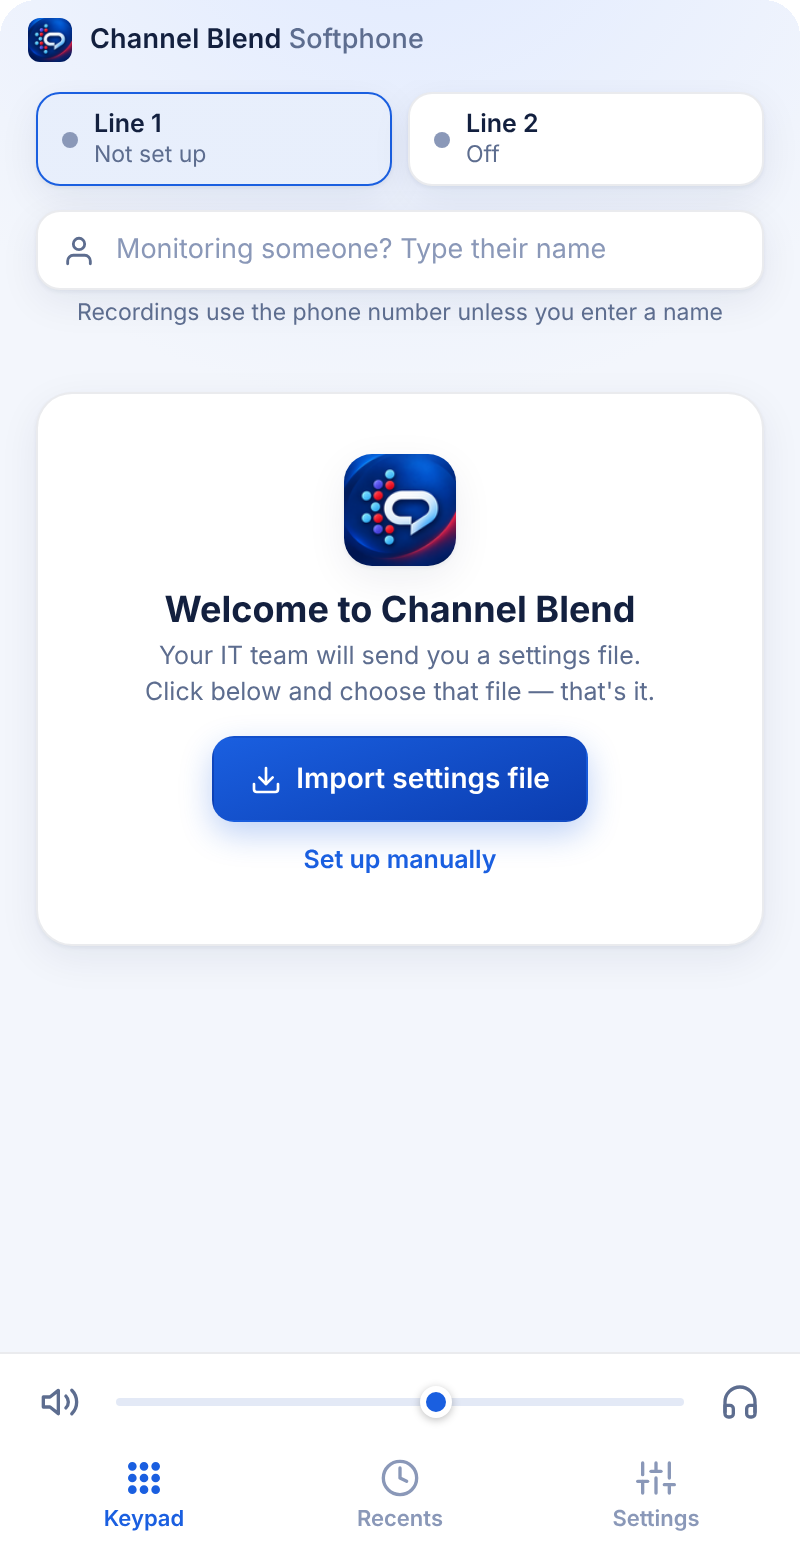 Channel Blend Softphone
Line 1
Not set up
Line 2
Off
Monitoring someone? Type their name
Recordings use the phone number unless you enter a name
Welcome to Channel Blend
Your IT team will send you a settings file.
Click below and choose that file — that's it.
Import settings file
Set up manually
Keypad
Recents
Settings